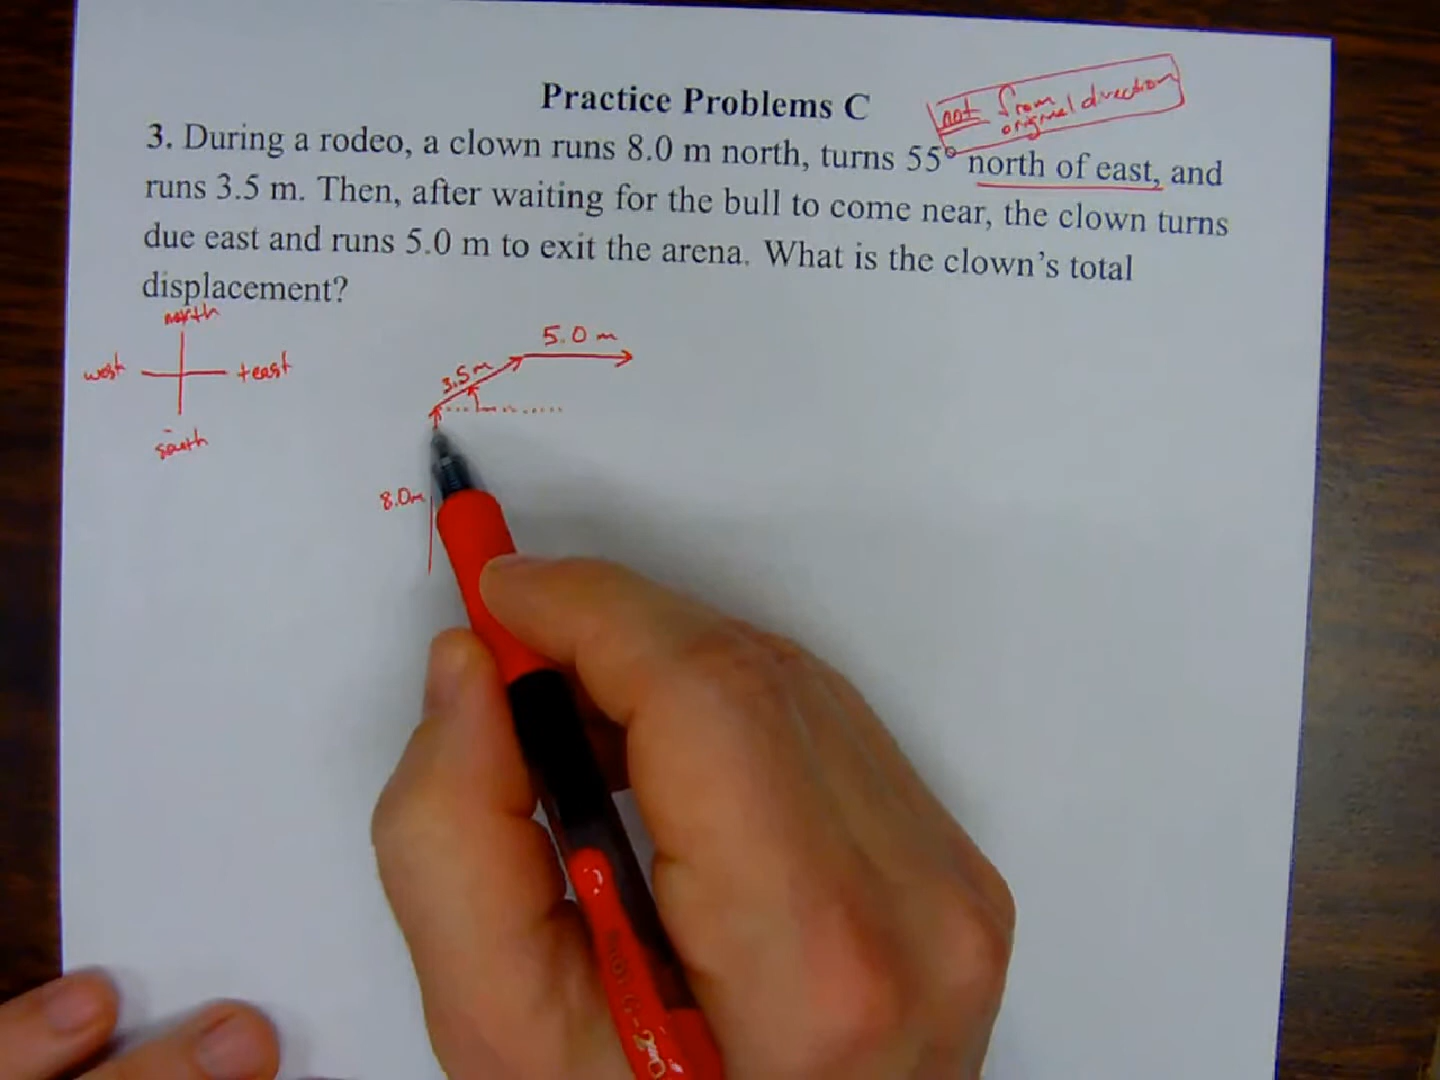 Practice Problems C
not from
original direction
3. During a rodeo, a clown runs 8.0 m north, turns 55° north of east, and
runs 3.5 m. Then, after waiting for the bull to come near, the clown turns
due east and runs 5.0 m to exit the arena. What is the clown's total
displacement?
north
west
+east
south
5.0 m
3.5m
8.0m